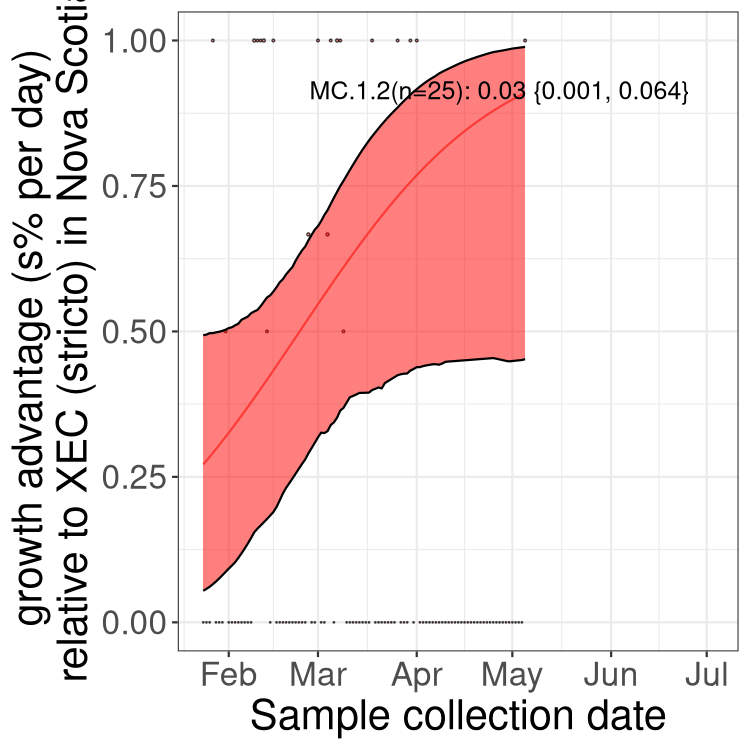 growth advantage (s% per day)
relative to XEC (stricto) in Nova Scotia
1.00
0.75
0.50
0.25
0.00
MC.1.2(n=25): 0.03 {0.001, 0.064}
Feb Mar Apr May Jun Jul
Sample collection date